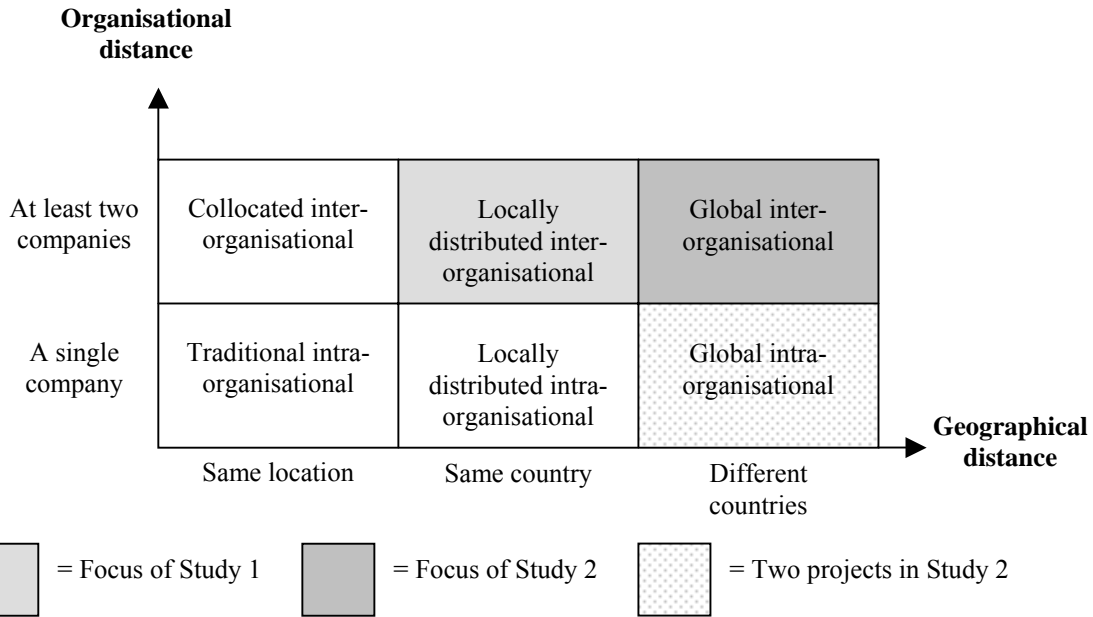 Organisational
distance
At least two
companies
Collocated inter-
organisational
Locally
distributed inter-
organisational
Global inter-
organisational
A single
company
Traditional intra-
organisational
Locally
distributed intra-
organisational
Global intra-
organisational
Geographical
distance
Same location
Same country
Different
countries
= Focus of Study 1
= Focus of Study 2
= Two projects in Study 2